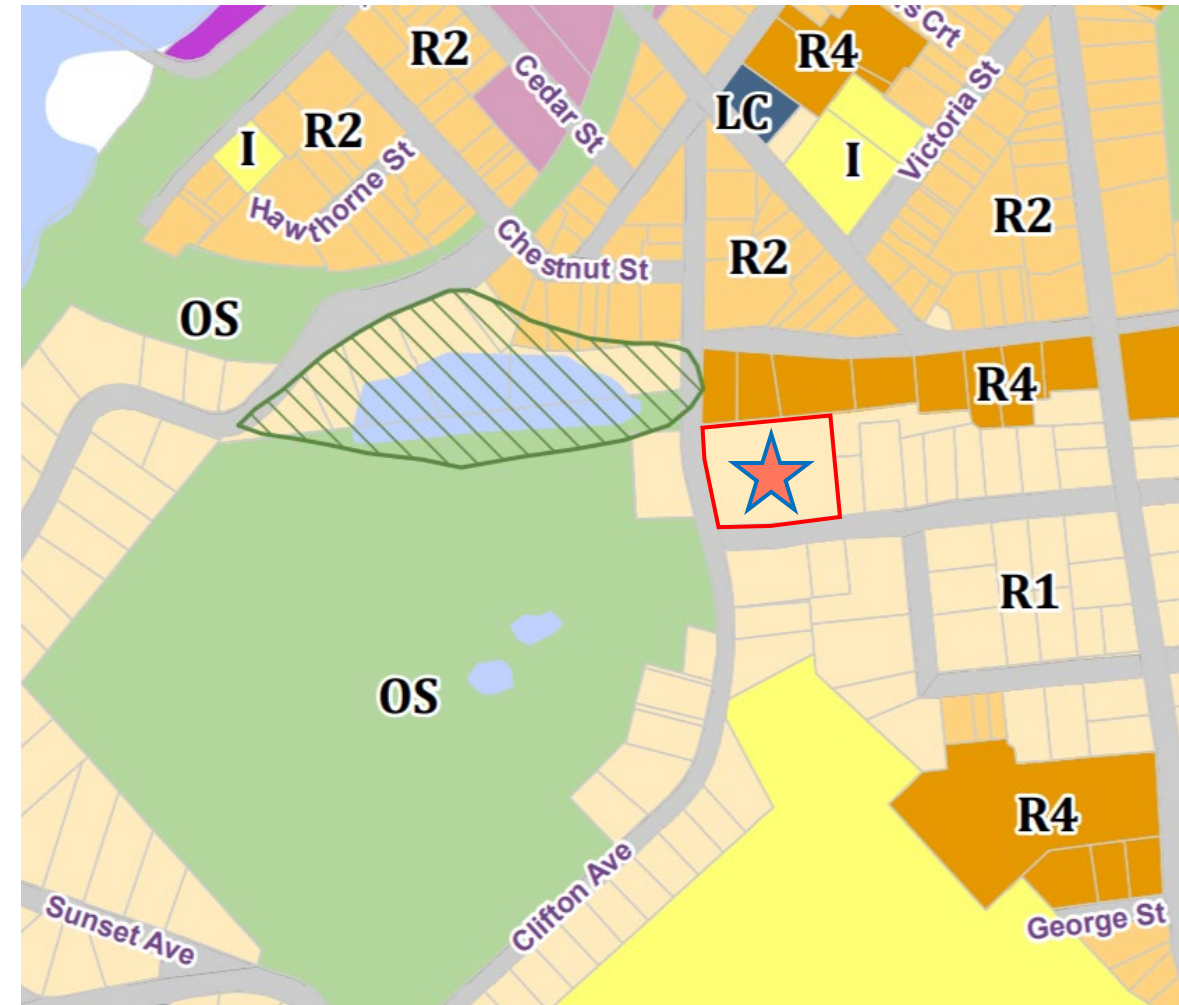 R2
R4
s Crt
Cedar St
LC
Victoria St
I
R2
I
Hawthorne St
R2
Chestnut St
R2
OS
R4
R1
OS
R4
Clifton Ave
Sunset Ave
George St